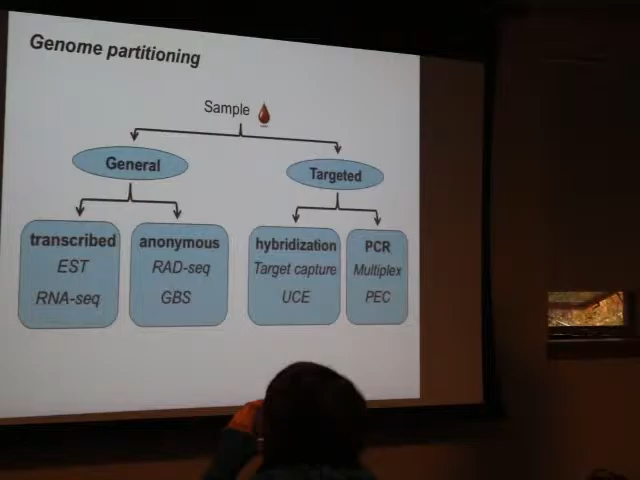 Genome partitioning
Sample
General
Targeted
transcribed
EST
RNA-seq
anonymous
RAD-seq
GBS
hybridization
Target capture
UCE
PCR
Multiplex
PEC